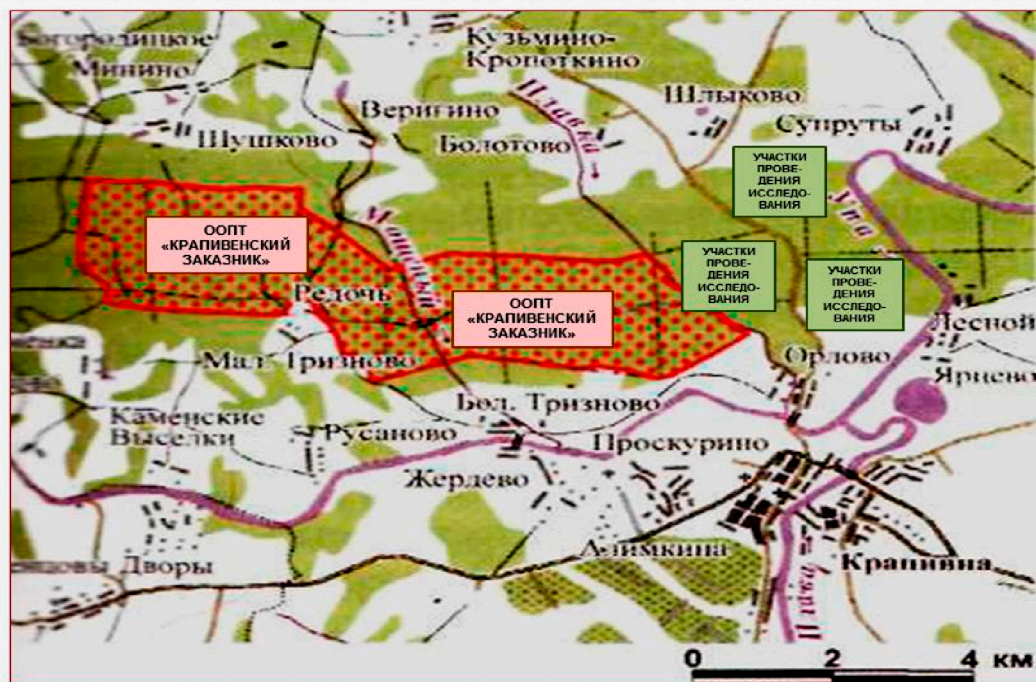 Богородицкое
Минино
Шушково
Веригино
Кузьмино-
Кропоткино
Плавка
Болотово
Шлыково
Супруты
УЧАСТКИ
ПРОВЕ-
ДЕНИЯ
ИССЛЕДО-
ВАНИЯ
Упа
ООПТ
«КРАПИВЕНСКИЙ
ЗАКАЗНИК»
УЧАСТКИ
ПРОВЕ-
ДЕНИЯ
ИССЛЕДО-
ВАНИЯ
УЧАСТКИ
ПРОВЕ-
ДЕНИЯ
ИССЛЕДО-
ВАНИЯ
Редочь
ООПТ
«КРАПИВЕНСКИЙ
ЗАКАЗНИК»
Лесной
Мал. Тризново
Орлово
Ярцево
Каменские
Выселки
Русаново
Бол. Тризново
Жердево
Проскурино
Алимкина
Крапивна
Дворы
0 2 4 км